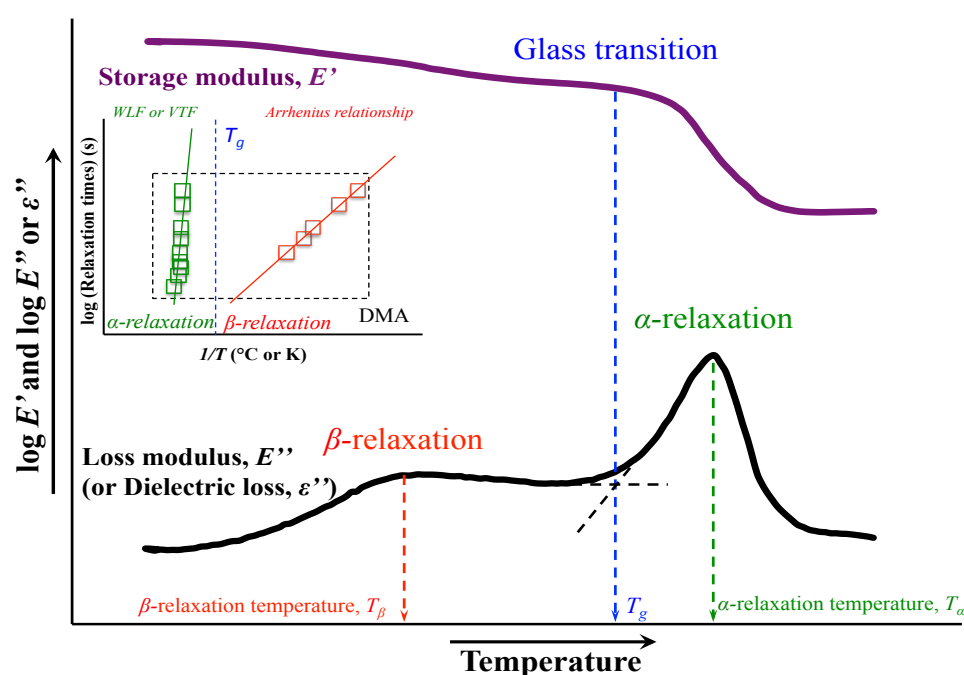 Glass transition
Storage modulus, E’
WLF or VTF
Arrhenius relationship
Tg
log (Relaxation times) (s)
α-relaxation
β-relaxation
DMA
1/T (°C or K)
log E’ and log E” or ε”
α-relaxation
β-relaxation
Loss modulus, E’’
(or Dielectric loss, ε’’)
β-relaxation temperature, Tβ
Tg
α-relaxation temperature, Tα
Temperature